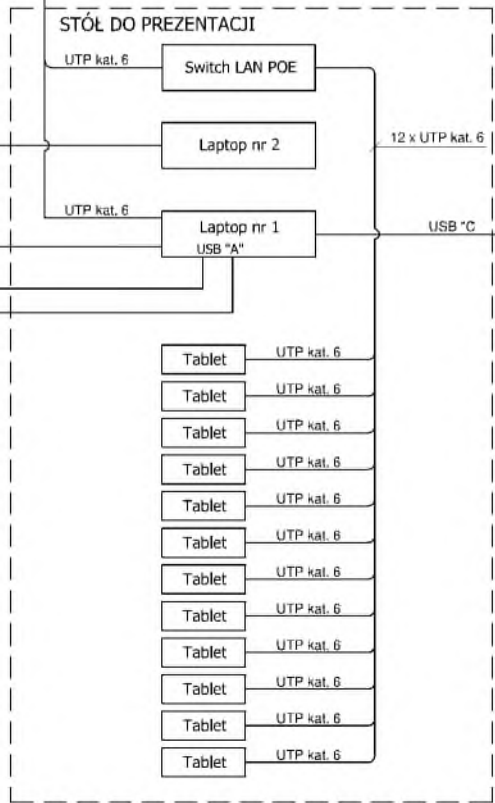 STÓŁ DO PREZENTACJI
UTP kat. 6
Switch LAN POE
Laptop nr 2
12 x UTP kat. 6
UTP kat. 6
Laptop nr 1
USB "A"
USB "C
Tablet UTP kat. 6
Tablet UTP kat. 6
Tablet UTP kat. 6
Tablet UTP kat. 6
Tablet UTP kat. 6
Tablet UTP kat. 6
Tablet UTP kat. 6
Tablet UTP kat. 6
Tablet UTP kat. 6
Tablet UTP kat. 6
Tablet UTP kat. 6
Tablet UTP kat. 6